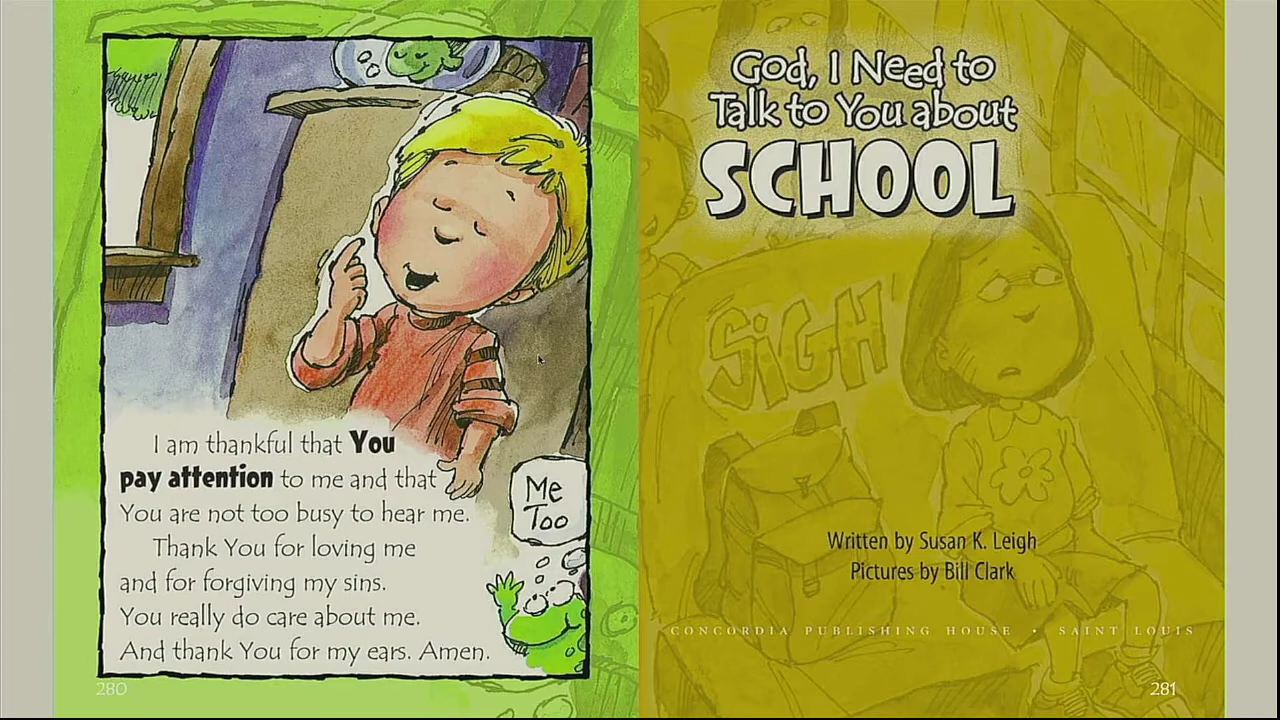 I am thankful that You
pay attention to me and that
You are not too busy to hear me.
Thank You for loving me
and for forgiving my sins.
You really do care about me.
And thank You for my ears. Amen.
Me
Too
280
God, I Need to
Talk to You about
SCHOOL
SiGH
Written by Susan K. Leigh
Pictures by Bill Clark
CONCORDIA PUBLISHING HOUSE • SAINT LOUIS
281